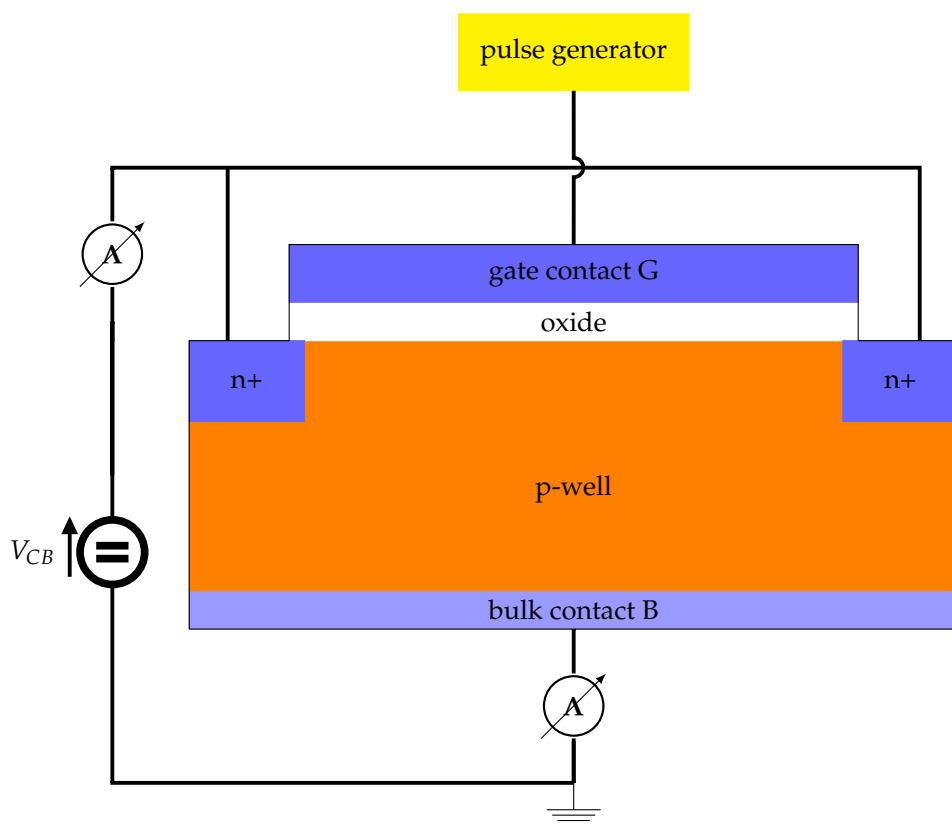 pulse generator
A
gate contact G
oxide
n+
n+
p-well
V_CB
bulk contact B
A